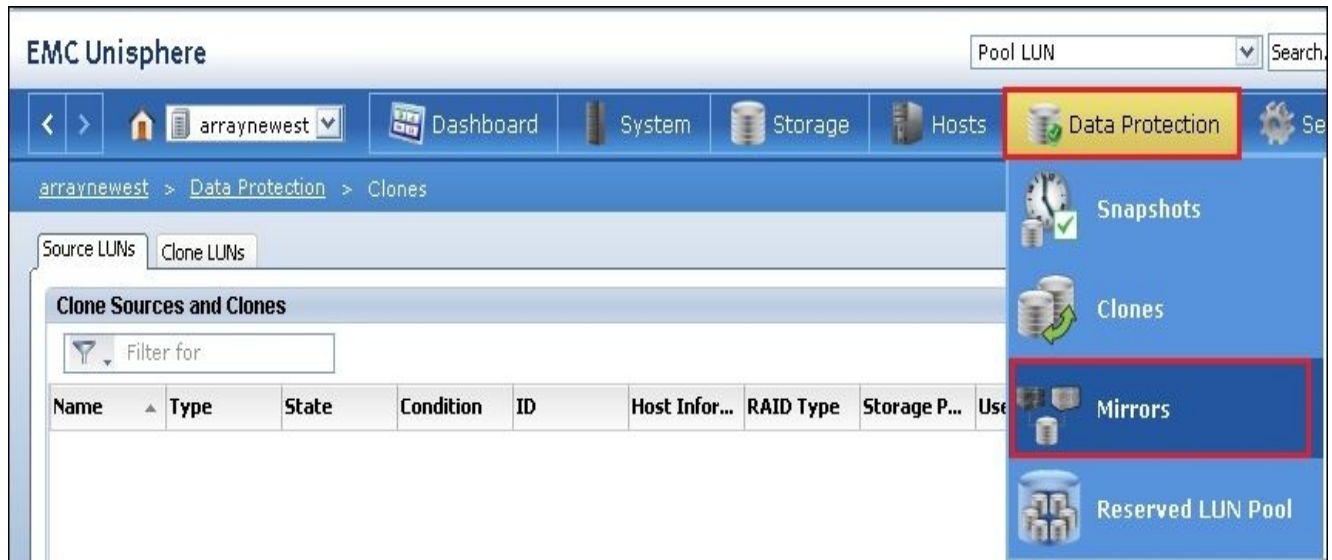 EMC Unisphere
Pool LUN
Search.
arraynewest
Dashboard
System
Storage
Hosts
Data Protection
Se
arraynewest > Data Protection > Clones
Snapshots
Clones
Mirrors
Reserved LUN Pool
Source LUNs
Clone LUNs
Clone Sources and Clones
Filter for
Name Type State Condition ID Host Infor... RAID Type Storage P... Use